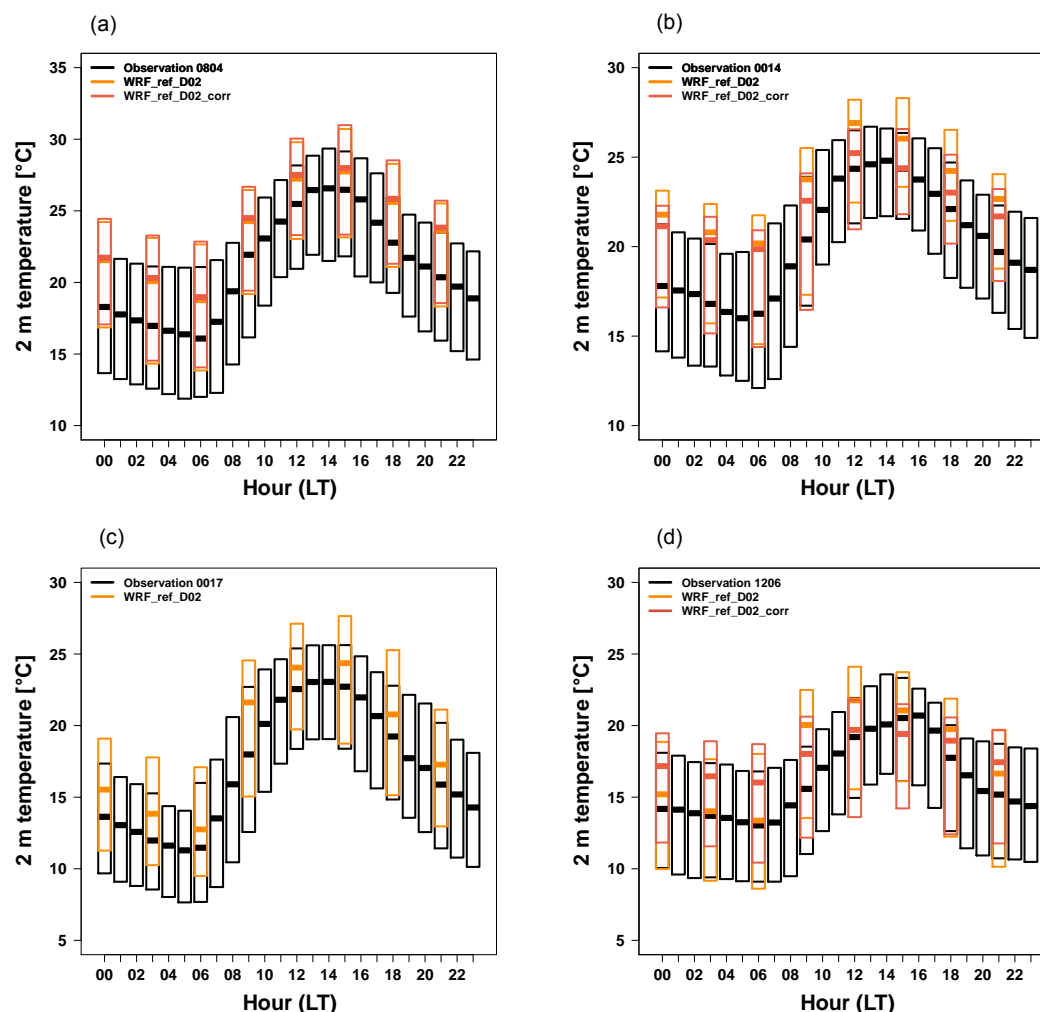 (a)
Observation 0804
WRF_ref_D02
WRF_ref_D02_corr
2 m temperature [°C]
35
30
25
20
15
10
00 02 04 06 08 10 12 14 16 18 20 22
Hour (LT)
(b)
Observation 0014
WRF_ref_D02
WRF_ref_D02_corr
2 m temperature [°C]
30
25
20
15
10
00 02 04 06 08 10 12 14 16 18 20 22
Hour (LT)
(c)
Observation 0017
WRF_ref_D02
2 m temperature [°C]
30
25
20
15
10
5
00 02 04 06 08 10 12 14 16 18 20 22
Hour (LT)
(d)
Observation 1206
WRF_ref_D02
WRF_ref_D02_corr
2 m temperature [°C]
30
25
20
15
10
5
00 02 04 06 08 10 12 14 16 18 20 22
Hour (LT)